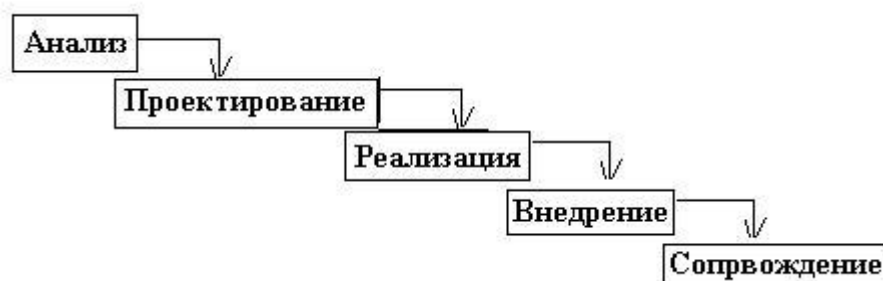 Анализ
Проектирование
Реализация
Внедрение
Сопрвождение